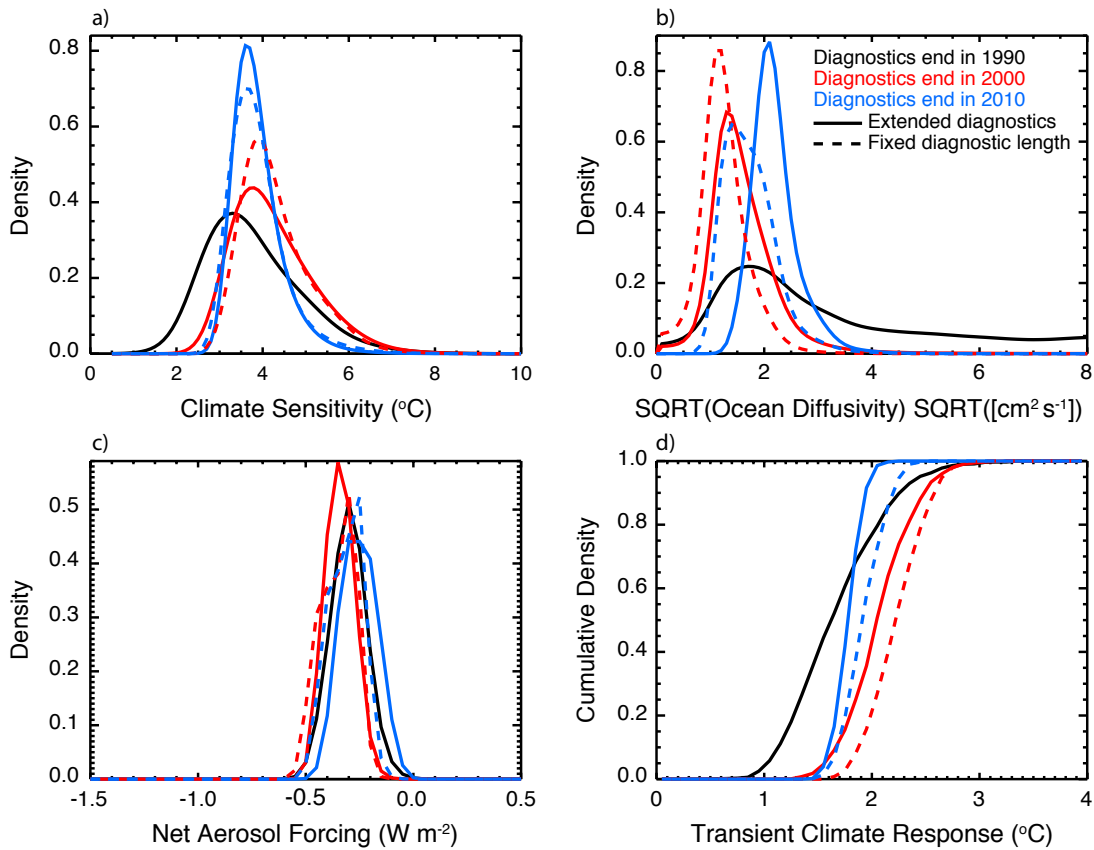 a)
Density
0.8
0.6
0.4
0.2
0.0
0 2 4 6 8 10
Climate Sensitivity (°C)
b)
Density
0.8
0.6
0.4
0.2
0.0
0 2 4 6 8
SQRT(Ocean Diffusivity) SQRT([cm² s⁻¹])
Diagnostics end in 1990
Diagnostics end in 2000
Diagnostics end in 2010
Extended diagnostics
Fixed diagnostic length
c)
Density
0.5
0.4
0.3
0.2
0.1
0.0
-1.5 -1.0 -0.5 0.0 0.5
Net Aerosol Forcing (W m⁻²)
d)
Cumulative Density
1.0
0.8
0.6
0.4
0.2
0.0
0 1 2 3 4
Transient Climate Response (°C)